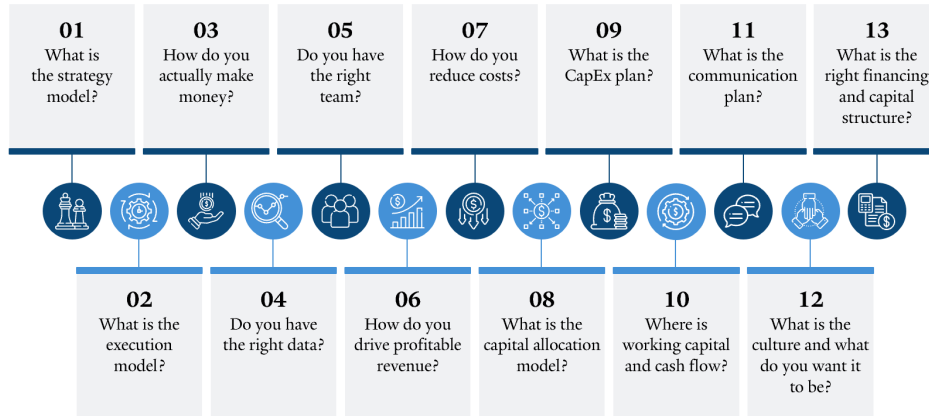 01
What is
the strategy
model?
03
How do you
actually make
money?
05
Do you have
the right
team?
07
How do you
reduce costs?
09
What is the
CapEx plan?
11
What is the
communication
plan?
13
What is the
right financing
and capital
structure?
$
$
$
$
$
$
$
02
What is the
execution
model?
04
Do you have
the right data?
06
How do you
drive profitable
revenue?
08
What is the
capital allocation
model?
10
Where is
working capital
and cash flow?
12
What is the
culture and what
do you want it
to be?